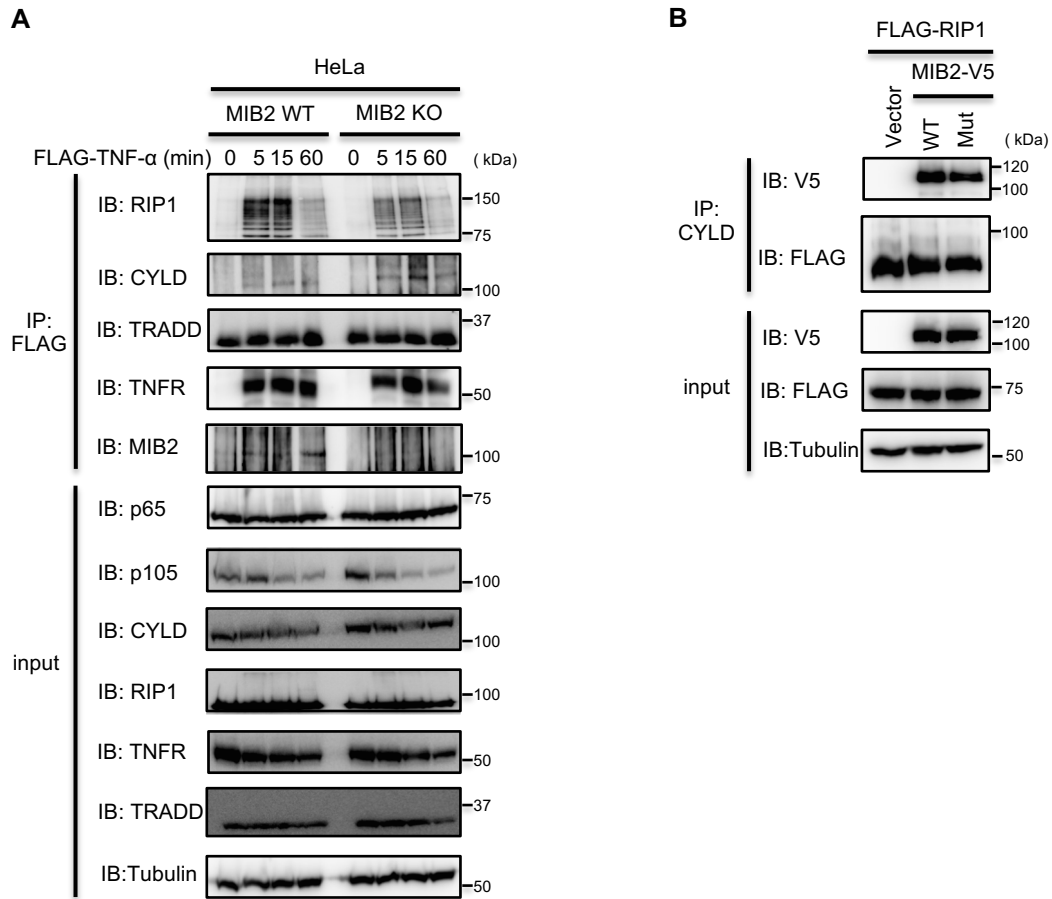 A
HeLa
MIB2 WT MIB2 KO
FLAG-TNF-α (min) 0 5 15 60 0 5 15 60 ( kDa)
IP: FLAG
IB: RIP1 150 75
IB: CYLD 100
IB: TRADD 37
IB: TNFR 50
IB: MIB2 100
input
IB: p65 75
IB: p105 100
IB: CYLD 100
IB: RIP1 100
IB: TNFR 50
IB: TRADD 37
IB:Tubulin 50
B
FLAG-RIP1
MIB2-V5
Vector WT Mut ( kDa)
IP: CYLD
IB: V5 120 100
IB: FLAG 100
input
IB: V5 120 100
IB: FLAG 75
IB:Tubulin 50